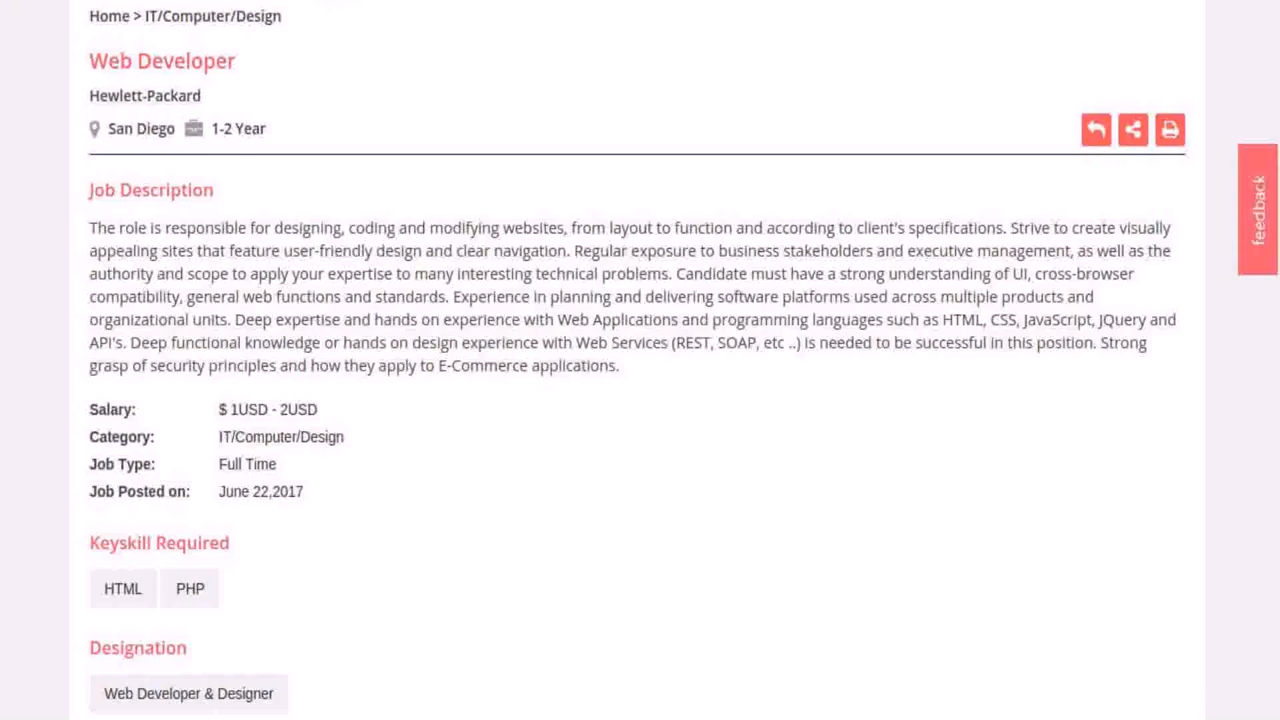 Home > IT/Computer/Design
Web Developer
Hewlett-Packard
San Diego 1-2 Year
feedback
Job Description
The role is responsible for designing, coding and modifying websites, from layout to function and according to client's specifications. Strive to create visually
appealing sites that feature user-friendly design and clear navigation. Regular exposure to business stakeholders and executive management, as well as the
authority and scope to apply your expertise to many interesting technical problems. Candidate must have a strong understanding of UI, cross-browser
compatibility, general web functions and standards. Experience in planning and delivering software platforms used across multiple products and
organizational units. Deep expertise and hands on experience with Web Applications and programming languages such as HTML, CSS, JavaScript, JQuery and
API's. Deep functional knowledge or hands on design experience with Web Services (REST, SOAP, etc ..) is needed to be successful in this position. Strong
grasp of security principles and how they apply to E-Commerce applications.
Salary: $ 1USD - 2USD
Category: IT/Computer/Design
Job Type: Full Time
Job Posted on: June 22,2017
Keyskill Required
HTML PHP
Designation
Web Developer & Designer